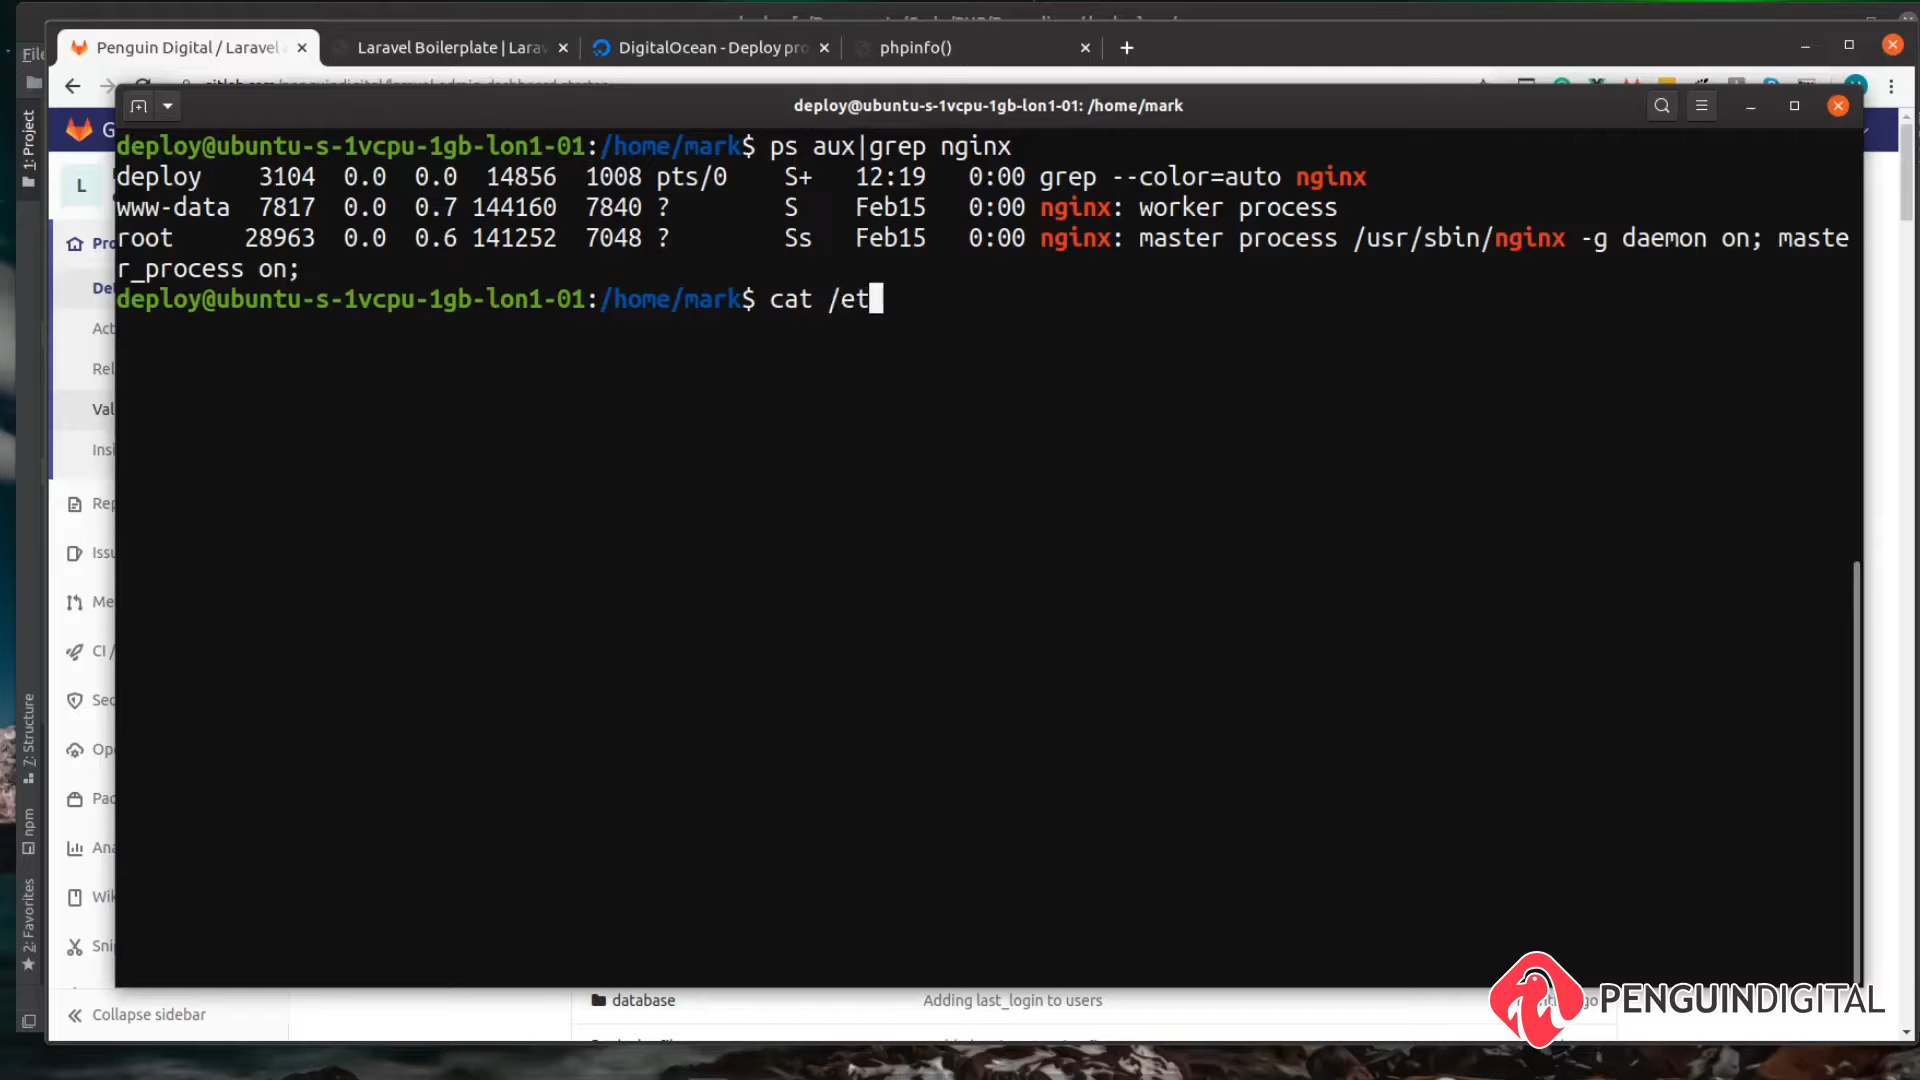 File
Penguin Digital / Laravel
Laravel Boilerplate | Larav
DigitalOcean - Deploy pro
phpinfo()
deploy@ubuntu-s-1vcpu-1gb-lon1-01: /home/mark
1: Project
7: Structure
npm
2: Favorites
G
L
Pro
De
Act
Rel
Val
Insi
Rep
Issu
Me
CI /
Sec
Ope
Pac
Ana
Wik
Snip
Collapse sidebar
deploy@ubuntu-s-1vcpu-1gb-lon1-01:/home/mark$ ps aux|grep nginx
deploy 3104 0.0 0.0 14856 1008 pts/0 S+ 12:19 0:00 grep --color=auto nginx
www-data 7817 0.0 0.7 144160 7840 ? S Feb15 0:00 nginx: worker process
root 28963 0.0 0.6 141252 7048 ? Ss Feb15 0:00 nginx: master process /usr/sbin/nginx -g daemon on; maste
r_process on;
deploy@ubuntu-s-1vcpu-1gb-lon1-01:/home/mark$ cat /et
database
Adding last_login to users
PENGUINDIGITAL